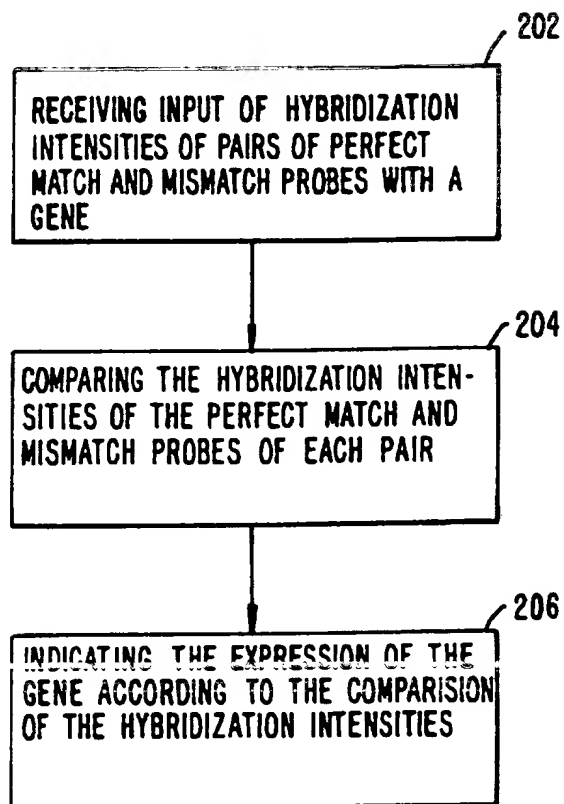 202
RECEIVING INPUT OF HYBRIDIZATION
INTENSITIES OF PAIRS OF PERFECT
MATCH AND MISMATCH PROBES WITH A
GENE
204
COMPARING THE HYBRIDIZATION INTEN-
SITIES OF THE PERFECT MATCH AND
MISMATCH PROBES OF EACH PAIR
206
INDICATING THE EXPRESSION OF THE
GENE ACCORDING TO THE COMPARISION
OF THE HYBRIDIZATION INTENSITIES